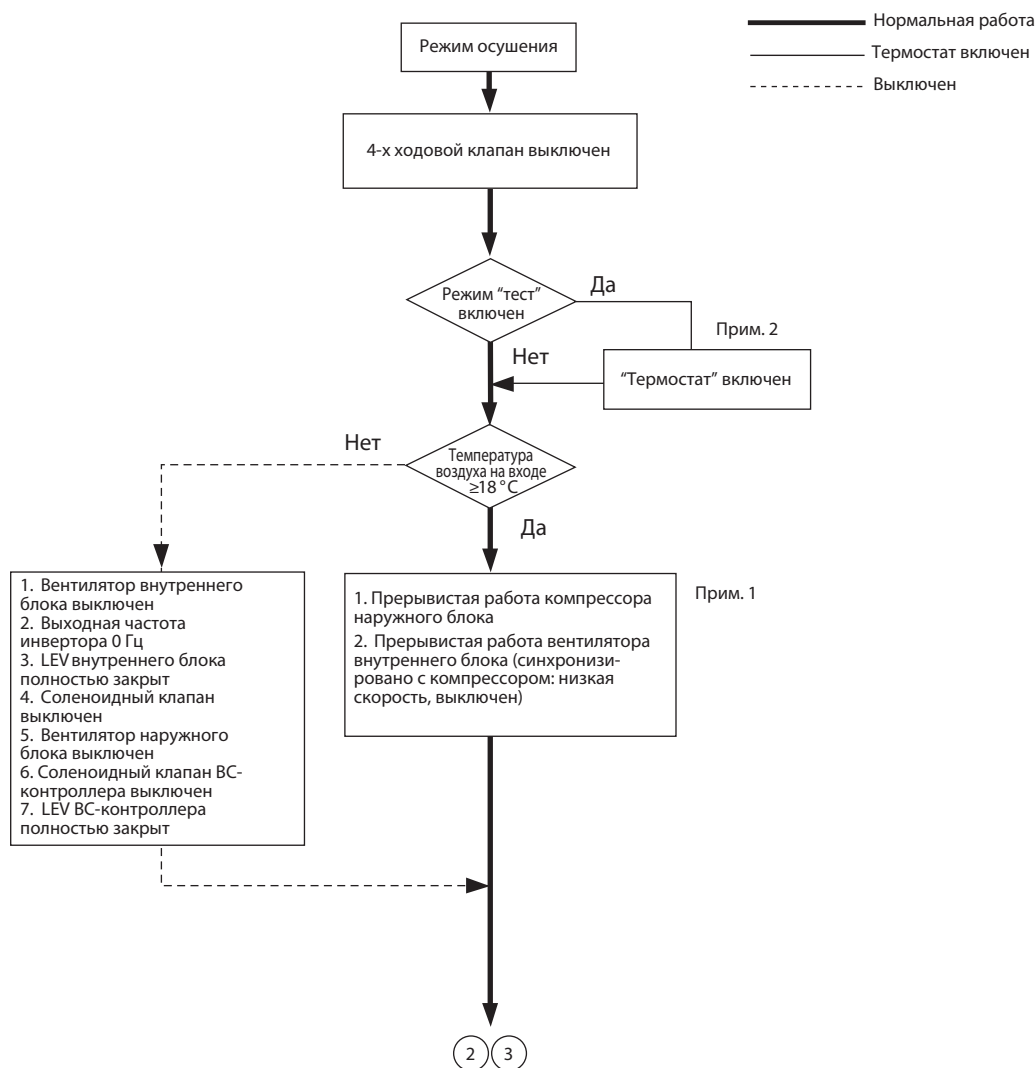 Нормальная работа
Термостат включен
Выключен
Режим осушения
4-х ходовой клапан выключен
Режим “тест”
включен
Да
Прим. 2
Нет
“Термостат” включен
Нет
Температура
воздуха на входе
≥18 °C
Да
1. Вентилятор внутреннего
блока выключен
2. Выходная частота
инвертора 0 Гц
3. LEV внутреннего блока
полностью закрыт
4. Соленоидный клапан
выключен
5. Вентилятор наружного
блока выключен
6. Соленоидный клапан ВС-
контроллера выключен
7. LEV ВС-контроллера
полностью закрыт
1. Прерывистая работа компрессора
наружного блока
2. Прерывистая работа вентилятора
внутреннего блока (синхронизи-
ровано с компрессором: низкая
скорость, выключен)
Прим. 1
2 3